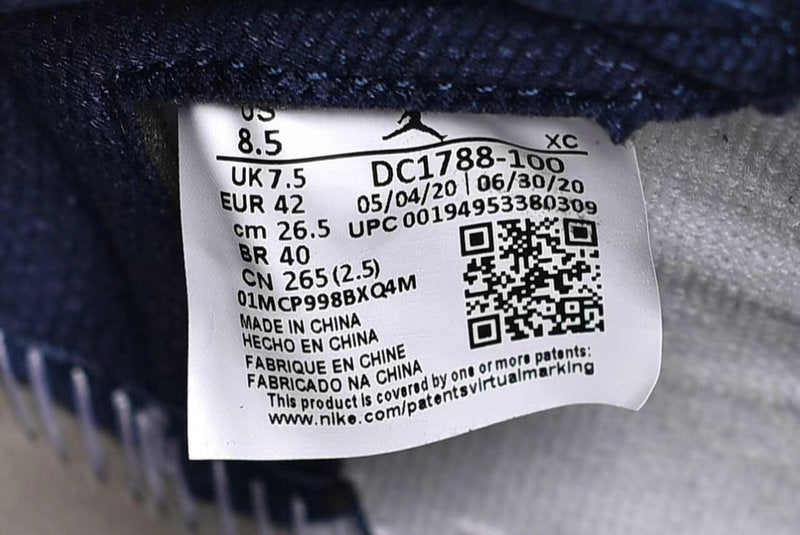 US
8.5
XC
UK 7.5
DC1788-100
EUR 42
05/04/20 | 06/30/20
cm 26.5
UPC 00194953380309
BR 40
CN 265 (2.5)
01MCP998BXQ4M
MADE IN CHINA
HECHO EN CHINA
FABRIQUE EN CHINE
FABRICADO NA CHINA
This product is covered by one or more patents:
www.nike.com/patentsvirtualmarking